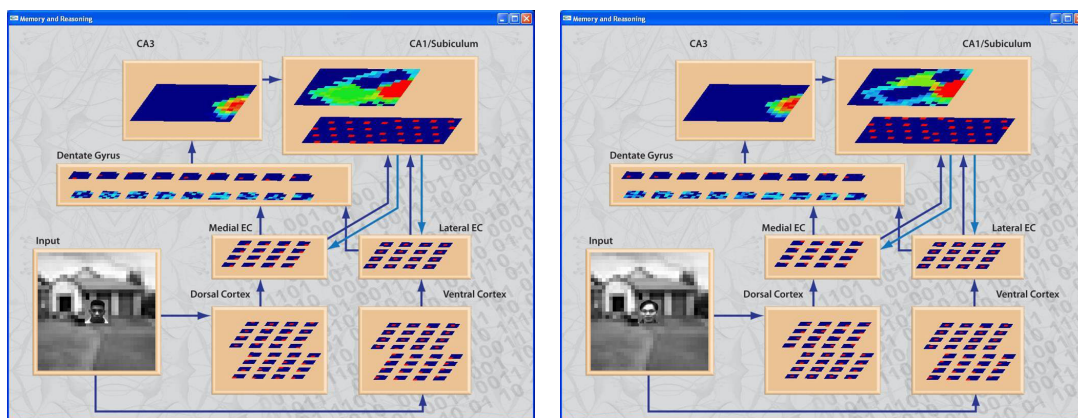 Memory and Reasoning
CA3
CA1/Subiculum
Dentate Gyrus
Medial EC
Lateral EC
Input
Dorsal Cortex
Ventral Cortex
Memory and Reasoning
CA3
CA1/Subiculum
Dentate Gyrus
Medial EC
Lateral EC
Input
Dorsal Cortex
Ventral Cortex